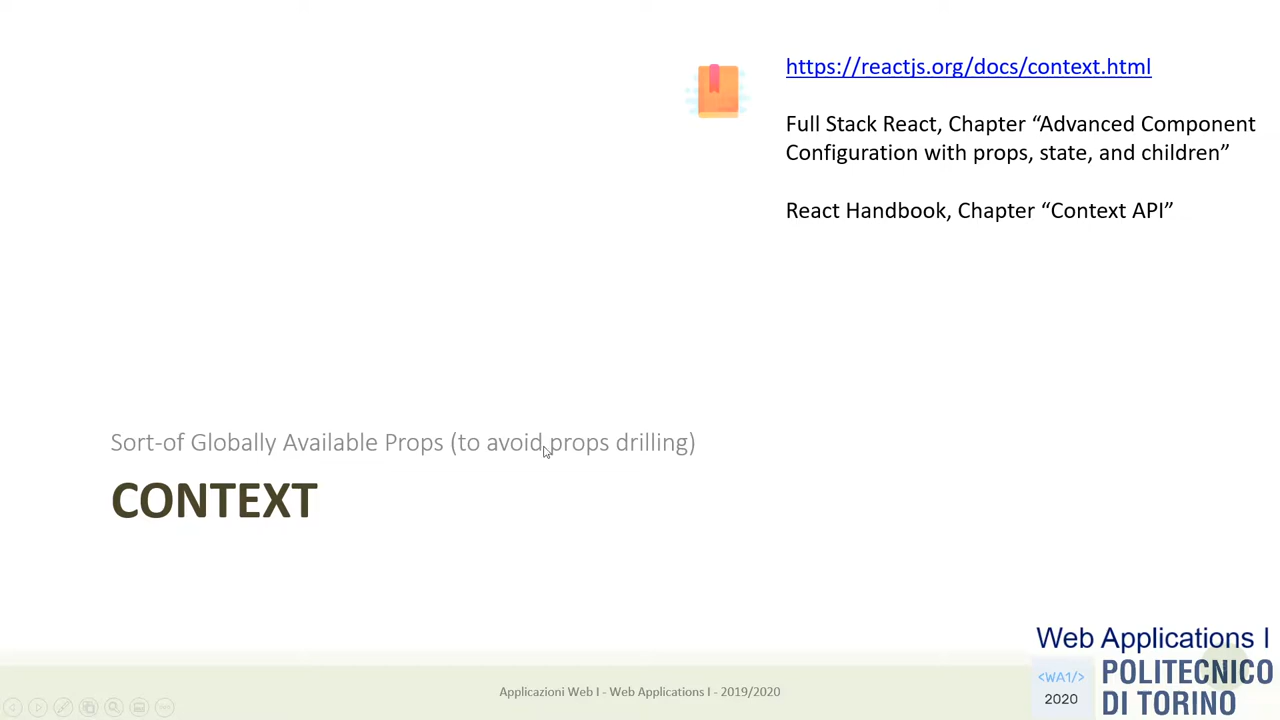 https://reactjs.org/docs/context.html
Full Stack React, Chapter “Advanced Component
Configuration with props, state, and children”
React Handbook, Chapter “Context API”
Sort-of Globally Available Props (to avoid props drilling)
CONTEXT
Applicazioni Web I - Web Applications I - 2019/2020
Web Applications I
<WA1/>
2020
POLITECNICO
DI TORINO